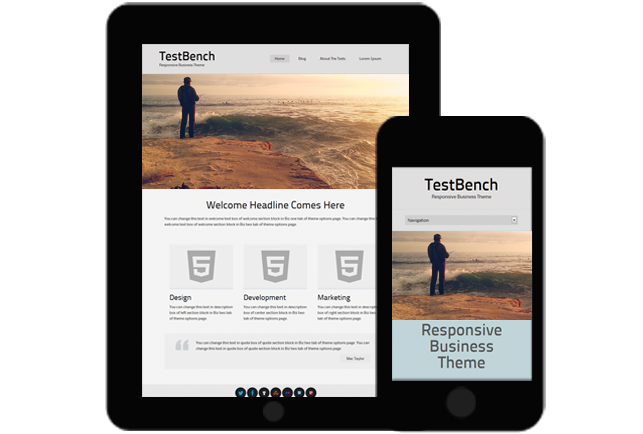 TestBench
Responsive Business Theme
Home Blog About The Tests Lorem Ipsum
Welcome Headline Comes Here
You can change this text in welcome text box of welcome section block in Biz one tab of theme options page. You can change this
welcome text box of welcome section block in Biz two tab of theme options page.
Design
You can change this text in description
box of left section block in Biz two
tab of theme options page.
Development
You can change this text in description
box of center section block in Biz two
tab of theme options page.
Marketing
You can change this text in description
box of right section block in Biz two
tab of theme options page.
You can change this text in quote box of quote section block in Biz two tab of theme options page. You can
change this text in quote box of quote section block in Biz two tab of theme options page.
Mac Taylor
TestBench
Responsive Business Theme
Navigation
Responsive
Business
Theme